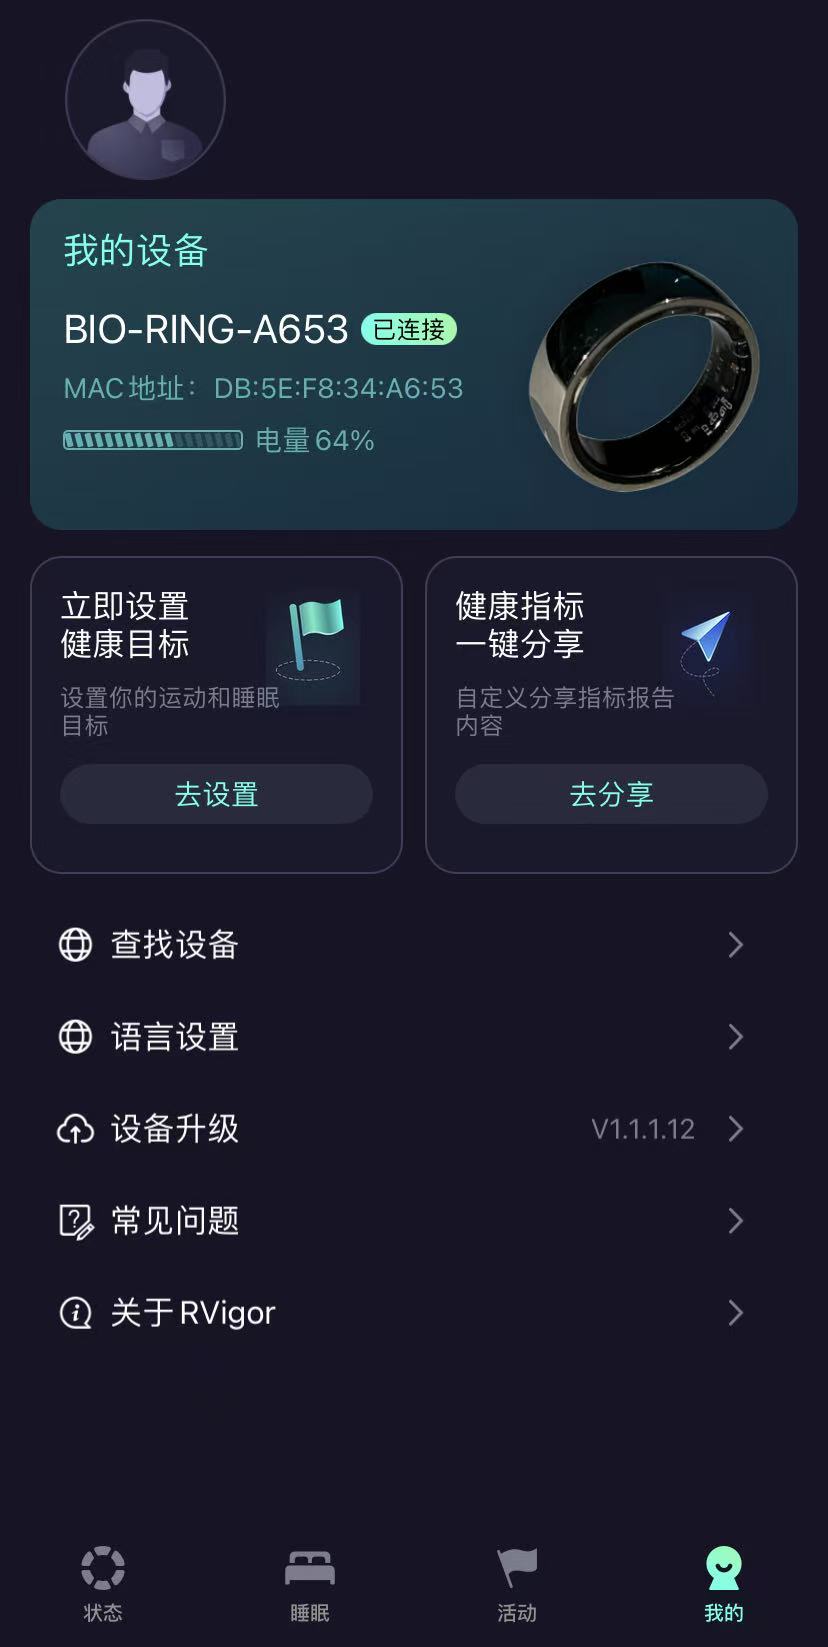 我的设备
BIO-RING-A653 已连接
MAC地址： DB:5E:F8:34:A6:53
电量64%
立即设置
健康目标
设置你的运动和睡眠
目标
去设置
健康指标
一键分享
自定义分享指标报告
内容
去分享
查找设备
语言设置
设备升级 V1.1.1.12
常见问题
关于RVigor
状态 睡眠 活动 我的